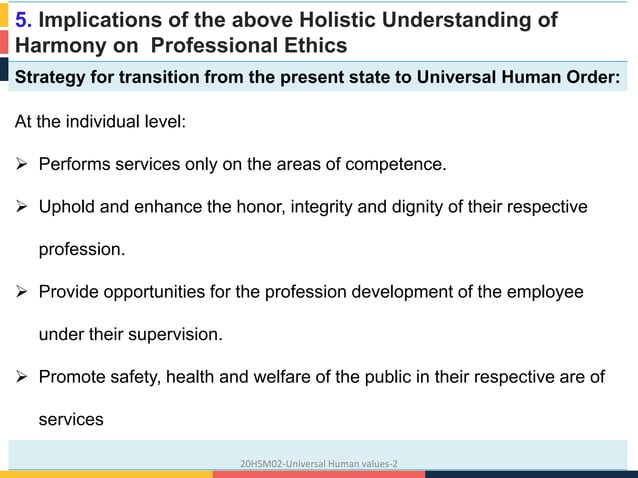 5. Implications of the above Holistic Understanding of
Harmony on Professional Ethics
Strategy for transition from the present state to Universal Human Order:
At the individual level:
➢ Performs services only on the areas of competence.
➢ Uphold and enhance the honor, integrity and dignity of their respective
profession.
➢ Provide opportunities for the profession development of the employee
under their supervision.
➢ Promote safety, health and welfare of the public in their respective are of
services
20HSM02-Universal Human values-2